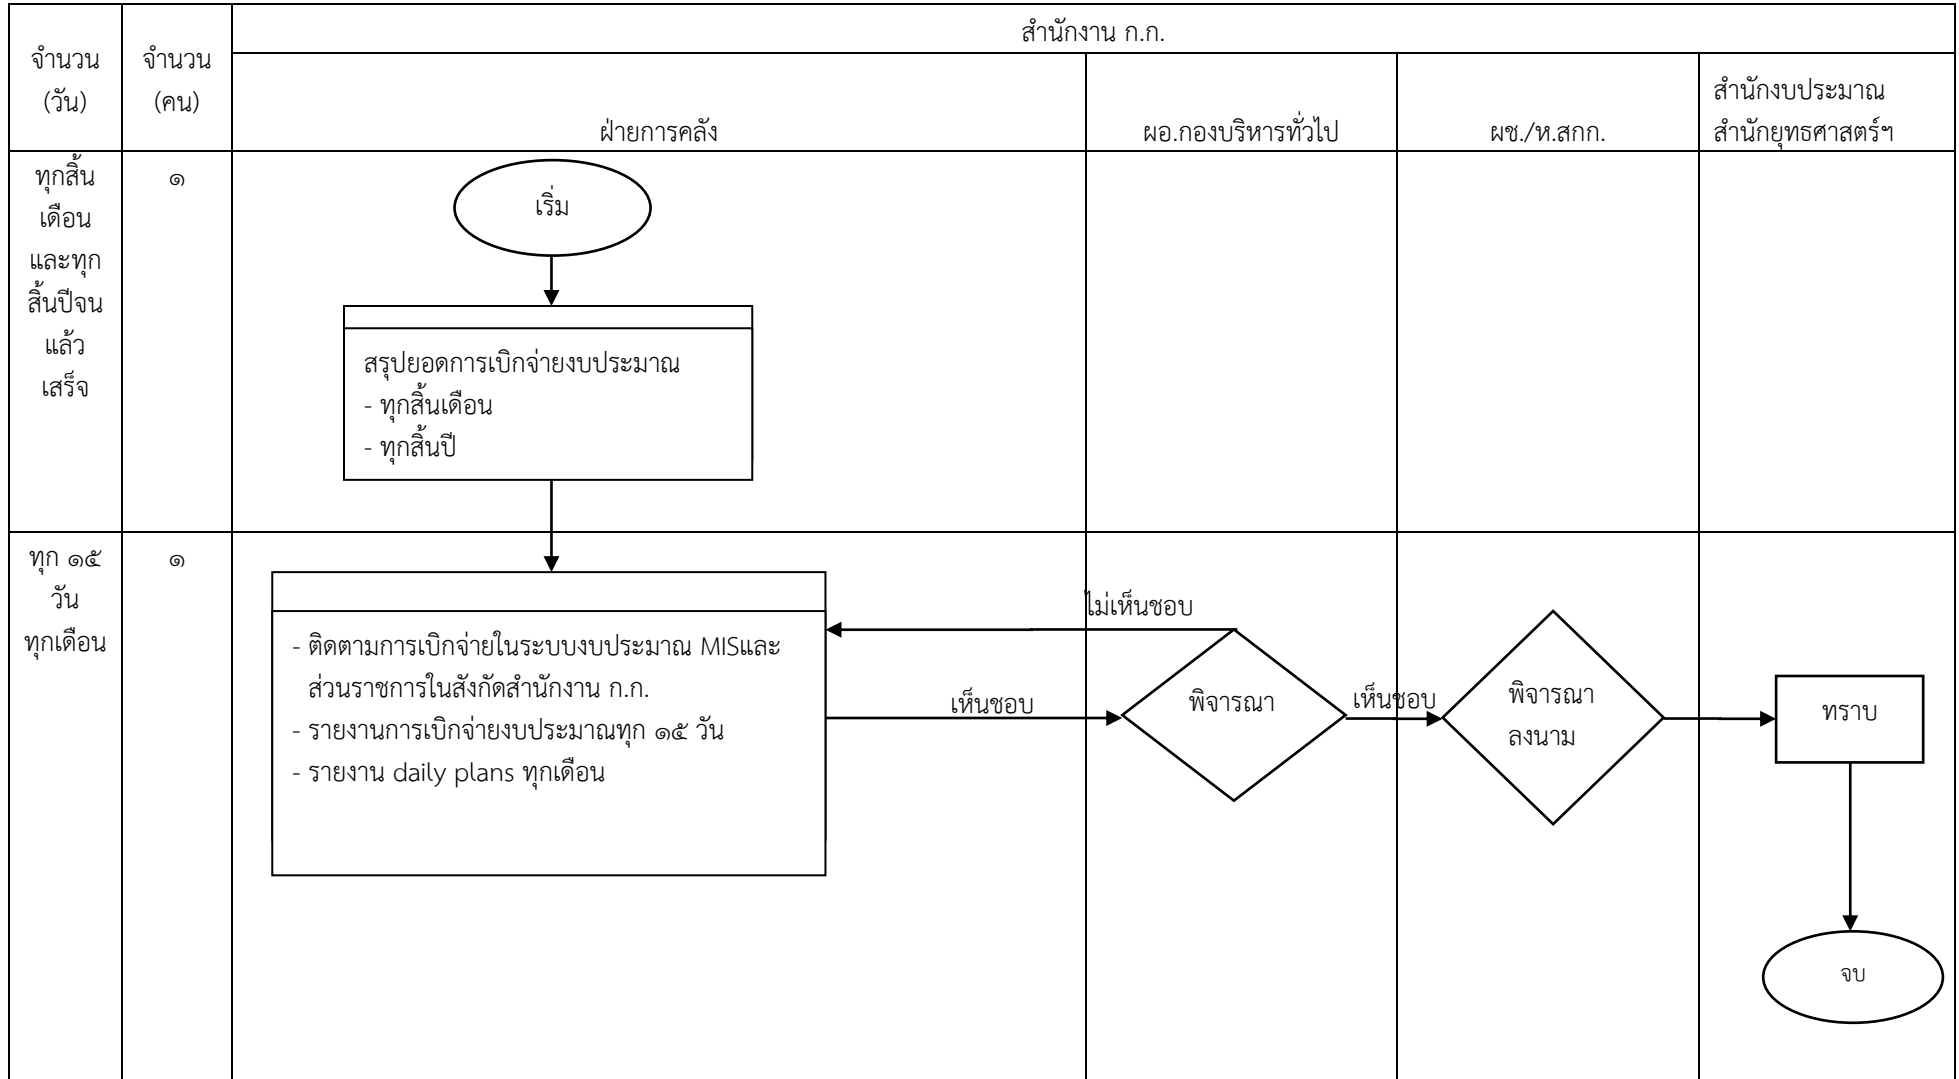 สำนักงาน ก.ก.
จำนวน
(วัน)
จำนวน
(คน)
ฝ่ายการคลัง
ผอ.กองบริหารทั่วไป
ผช./ห.สกก.
สำนักงบประมาณ
สำนักยุทธศาสตร์ฯ
ทุกสิ้น
เดือน
และทุก
สิ้นปีจน
แล้ว
เสร็จ
๑
เริ่ม
สรุปยอดการเบิกจ่ายงบประมาณ
- ทุกสิ้นเดือน
- ทุกสิ้นปี
ทุก ๑๕
วัน
ทุกเดือน
๑
- ติดตามการเบิกจ่ายในระบบงบประมาณ MISและ
ส่วนราชการในสังกัดสำนักงาน ก.ก.
- รายงานการเบิกจ่ายงบประมาณทุก ๑๕ วัน
- รายงาน daily plans ทุกเดือน
ไม่เห็นชอบ
เห็นชอบ
พิจารณา
เห็นชอบ
พิจารณา
ลงนาม
ทราบ
จบ